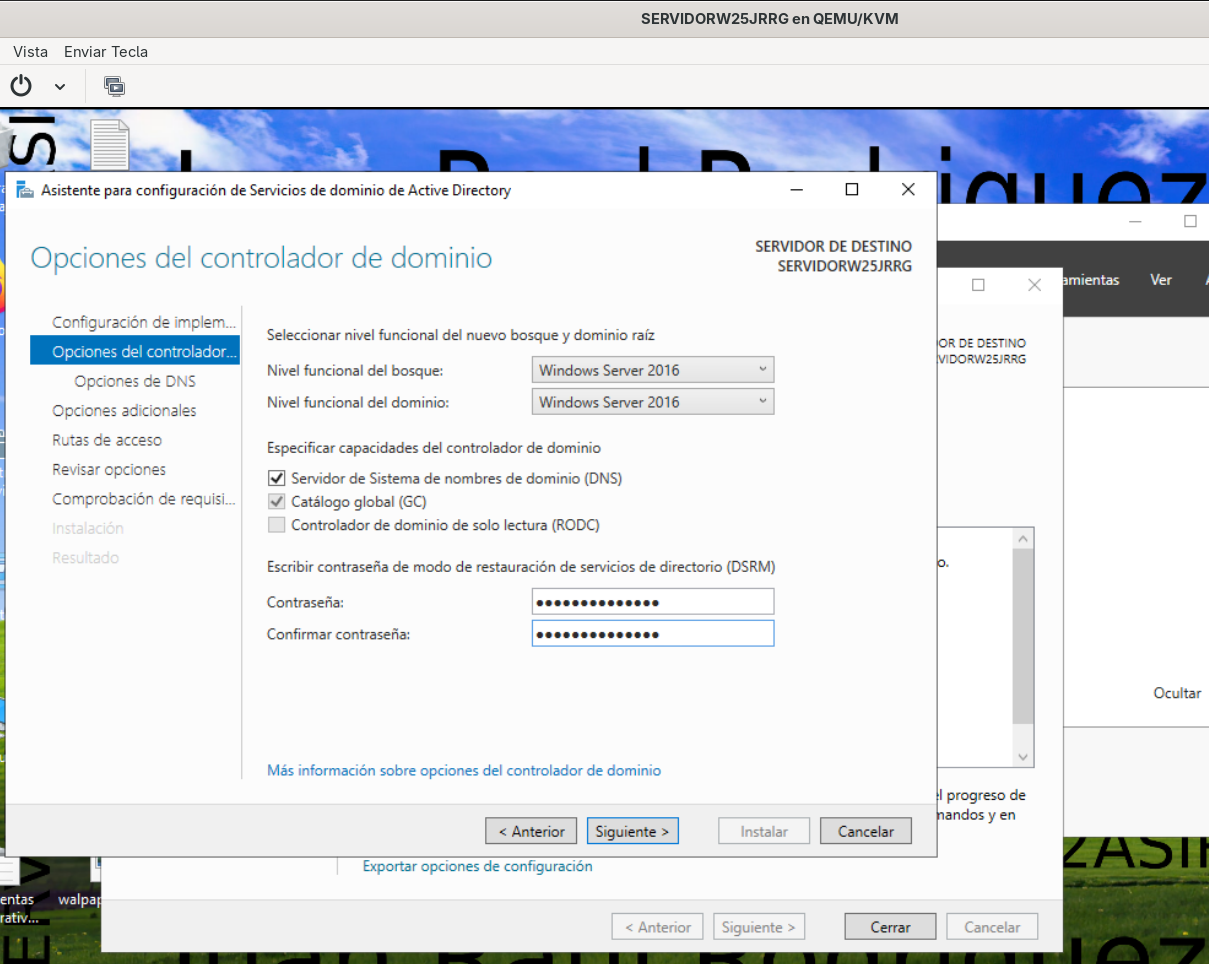 SERVIDORW25JRRG en QEMU/KVM
Vista Enviar Tecla
Asistente para configuración de Servicios de dominio de Active Directory
Opciones del controlador de dominio
SERVIDOR DE DESTINO
SERVIDORW25JRRG
Configuración de implem...
Opciones del controlador...
Opciones de DNS
Opciones adicionales
Rutas de acceso
Revisar opciones
Comprobación de requisi...
Instalación
Resultado
Seleccionar nivel funcional del nuevo bosque y dominio raíz
Nivel funcional del bosque: Windows Server 2016
Nivel funcional del dominio: Windows Server 2016
Especificar capacidades del controlador de dominio
Servidor de Sistema de nombres de dominio (DNS)
Catálogo global (GC)
Controlador de dominio de solo lectura (RODC)
Escribir contraseña de modo de restauración de servicios de directorio (DSRM)
Contraseña: ●●●●●●●●●●●●●●
Confirmar contraseña: ●●●●●●●●●●●●●●
Más información sobre opciones del controlador de dominio
< Anterior Siguiente > Instalar Cancelar
amientas Ver
OR DE DESTINO
VIDORW25JRRG
o.
Ocultar
el progreso de
mandos y en
Exportar opciones de configuración
< Anterior Siguiente > Cerrar Cancelar
entas
rativ...
walpap